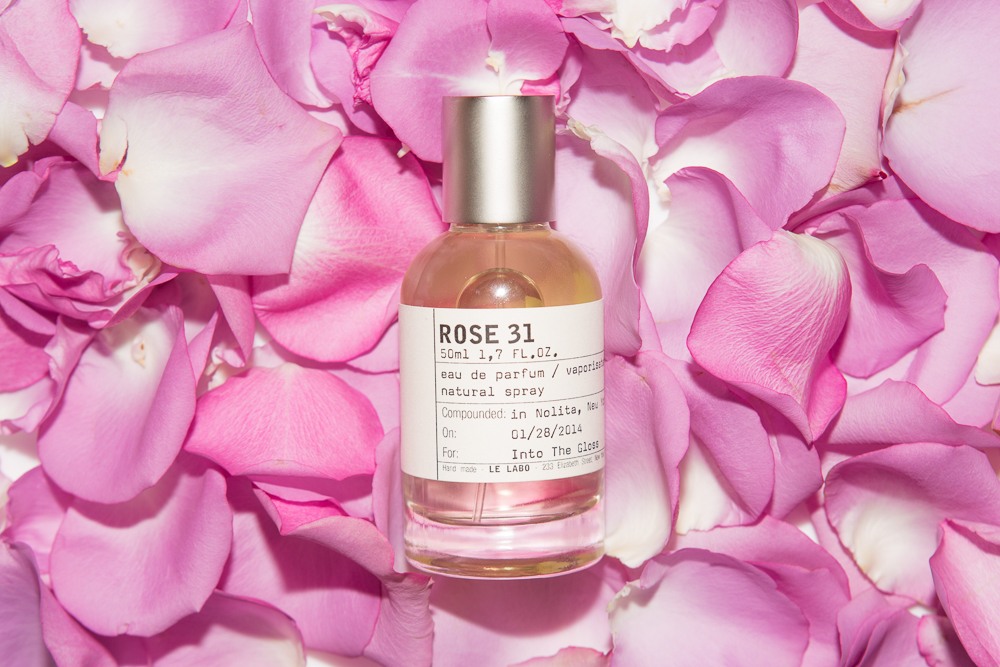 ROSE 31
50ml 1,7 FL.OZ.
eau de parfum /
natural spray
Compounded: in Nolita, New
On: 01/28/2014
For: Into The Gloss
Hand made - LE LABO - 233 Elizabeth Street